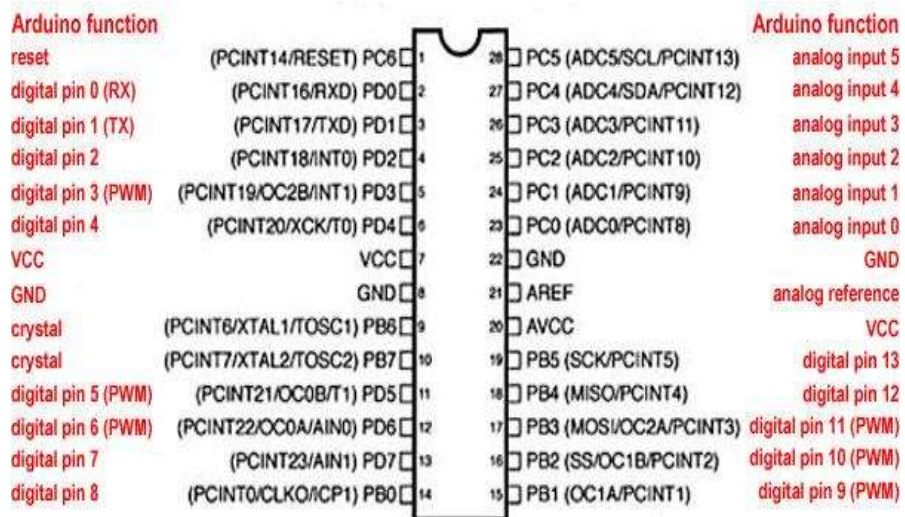 Arduino function Arduino function
reset (PCINT14/RESET) PC6 1 28 PC5 (ADC5/SCL/PCINT13) analog input 5
digital pin 0 (RX) (PCINT16/RXD) PD0 2 27 PC4 (ADC4/SDA/PCINT12) analog input 4
digital pin 1 (TX) (PCINT17/TXD) PD1 3 26 PC3 (ADC3/PCINT11) analog input 3
digital pin 2 (PCINT18/INT0) PD2 4 25 PC2 (ADC2/PCINT10) analog input 2
digital pin 3 (PWM) (PCINT19/OC2B/INT1) PD3 5 24 PC1 (ADC1/PCINT9) analog input 1
digital pin 4 (PCINT20/XCK/T0) PD4 6 23 PC0 (ADC0/PCINT8) analog input 0
VCC VCC 7 22 GND GND
GND GND 8 21 AREF analog reference
crystal (PCINT6/XTAL1/TOSC1) PB6 9 20 AVCC VCC
crystal (PCINT7/XTAL2/TOSC2) PB7 10 19 PB5 (SCK/PCINT5) digital pin 13
digital pin 5 (PWM) (PCINT21/OC0B/T1) PD5 11 18 PB4 (MISO/PCINT4) digital pin 12
digital pin 6 (PWM) (PCINT22/OC0A/AIN0) PD6 12 17 PB3 (MOSI/OC2A/PCINT3) digital pin 11 (PWM)
digital pin 7 (PCINT23/AIN1) PD7 13 16 PB2 (SS/OC1B/PCINT2) digital pin 10 (PWM)
digital pin 8 (PCINT0/CLKO/ICP1) PB0 14 15 PB1 (OC1A/PCINT1) digital pin 9 (PWM)